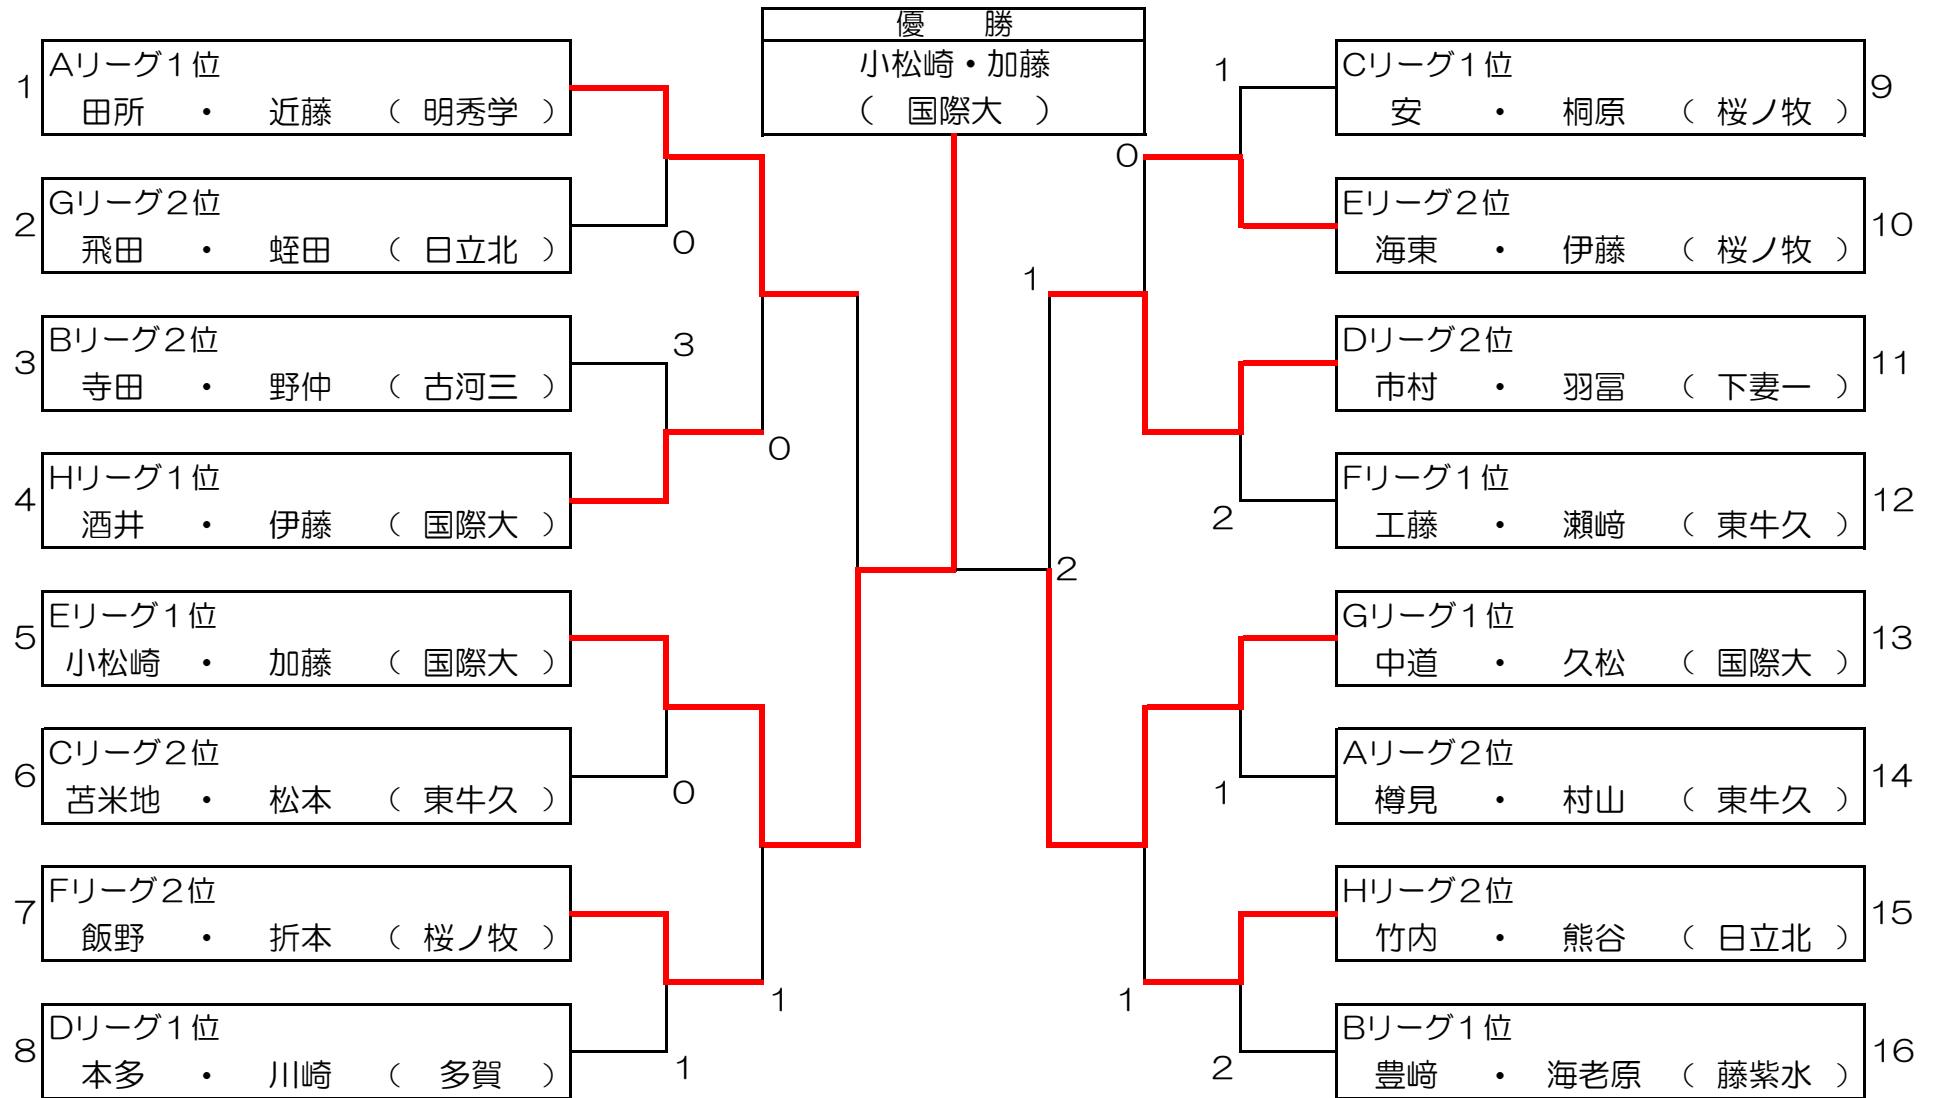 優　勝
小松崎・加藤
（　国際大　）
1
Aリーグ１位
田所　・　近藤　（　明秀学　）
2
Gリーグ２位
飛田　・　蛭田　（　日立北　）
0
3
Bリーグ２位
寺田　・　野仲　（　古河三　）
3
4
Hリーグ１位
酒井　・　伊藤　（　国際大　）
0
5
Eリーグ１位
小松崎　・　加藤　（　国際大　）
6
Cリーグ２位
苫米地　・　松本　（　東牛久　）
0
7
Fリーグ２位
飯野　・　折本　（　桜ノ牧　）
1
8
Dリーグ１位
本多　・　川崎　（　多賀　）
1
1
Cリーグ１位
安　・　桐原　（　桜ノ牧　）
9
0
Eリーグ２位
海東　・　伊藤　（　桜ノ牧　）
10
1
Dリーグ２位
市村　・　羽冨　（　下妻一　）
11
Fリーグ１位
工藤　・　瀬﨑　（　東牛久　）
12
2
2
Gリーグ１位
中道　・　久松　（　国際大　）
13
Aリーグ２位
樽見　・　村山　（　東牛久　）
14
1
Hリーグ２位
竹内　・　熊谷　（　日立北　）
15
1
Bリーグ１位
豊﨑　・　海老原　（　藤紫水　）
16
2